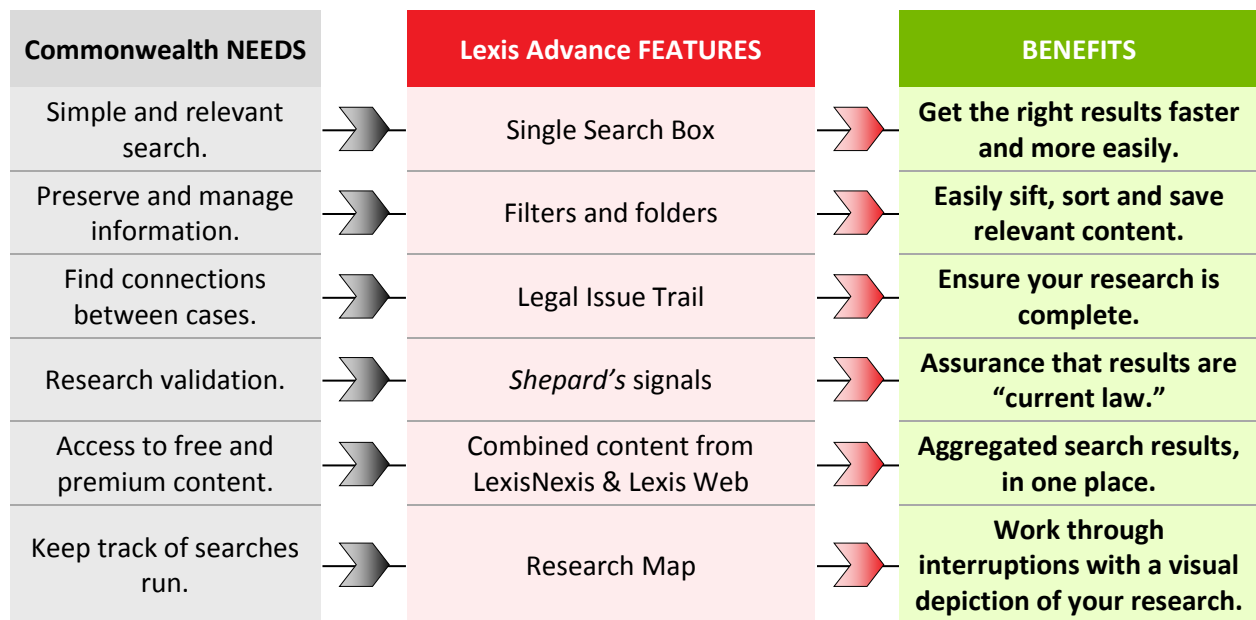 Commonwealth NEEDS
Lexis Advance FEATURES
BENEFITS
Simple and relevant
search.
Single Search Box
Get the right results faster
and more easily.
Preserve and manage
information.
Filters and folders
Easily sift, sort and save
relevant content.
Find connections
between cases.
Legal Issue Trail
Ensure your research is
complete.
Research validation.
Shepard's signals
Assurance that results are
“current law.”
Access to free and
premium content.
Combined content from
LexisNexis & Lexis Web
Aggregated search results,
in one place.
Keep track of searches
run.
Research Map
Work through
interruptions with a visual
depiction of your research.